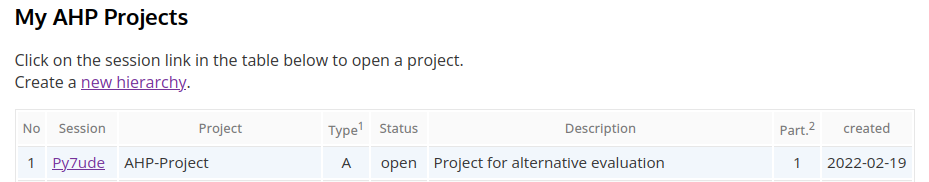 My AHP Projects
Click on the session link in the table below to open a project.
Create a new hierarchy.
No Session Project Type1 Status Description Part.2 created
1 Py7ude AHP-Project A open Project for alternative evaluation 1 2022-02-19